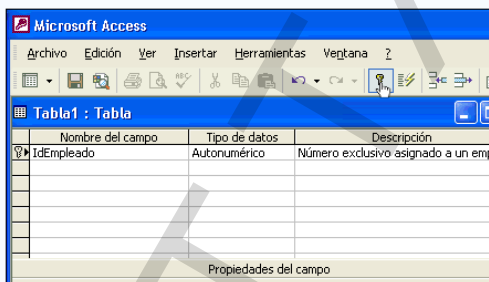 Microsoft Access
Archivo Edición Ver Insertar Herramientas Ventana ?
Tabla1 : Tabla
Nombre del campo Tipo de datos Descripción
IdEmpleado Autonumérico Número exclusivo asignado a un
Propiedades del campo